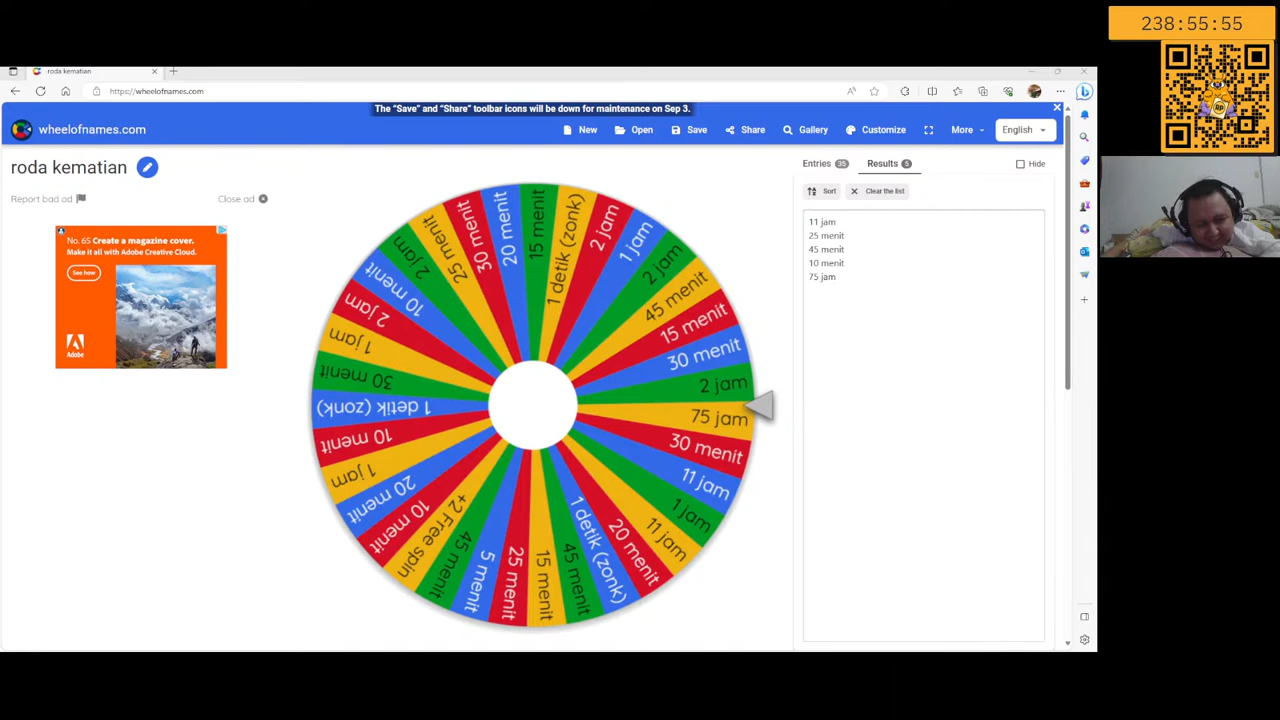 238:55:55
roda kematian
https://wheelofnames.com
The "Save" and "Share" toolbar icons will be down for maintenance on Sep 3.
wheelofnames.com
New
Open
Save
Share
Gallery
Customize
More
English
roda kematian
Report bad ad
Close ad
No. 65 Create a magazine cover.
Make it all with Adobe Creative Cloud.
See how
Adobe
Entries 35
Results 5
Hide
Sort
Clear the list
11 jam
25 menit
45 menit
10 menit
75 jam
15 menit
1 detik (zonk)
2 jam
1 jam
2 jam
45 menit
15 menit
30 menit
2 jam
75 jam
30 menit
11 jam
1 jam
11 jam
20 menit
1 detik (zonk)
45 menit
15 menit
25 menit
5 menit
45 menit
+2 Free spin
10 menit
20 menit
1 jam
10 menit
1 detik (zonk)
30 menit
1 jam
2 jam
10 menit
2 jam
25 menit
30 menit
20 menit